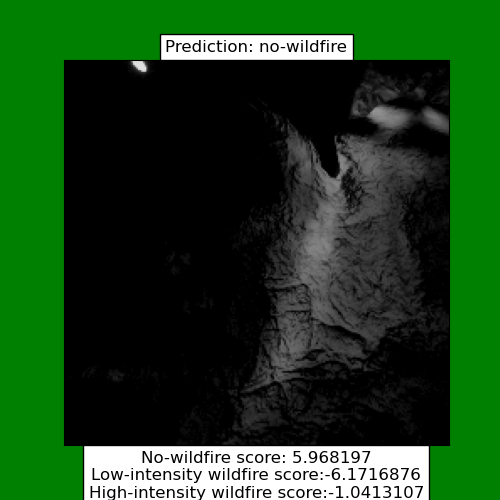 Prediction: no-wildfire
No-wildfire score: 5.968197
Low-intensity wildfire score:-6.1716876
High-intensity wildfire score:-1.0413107